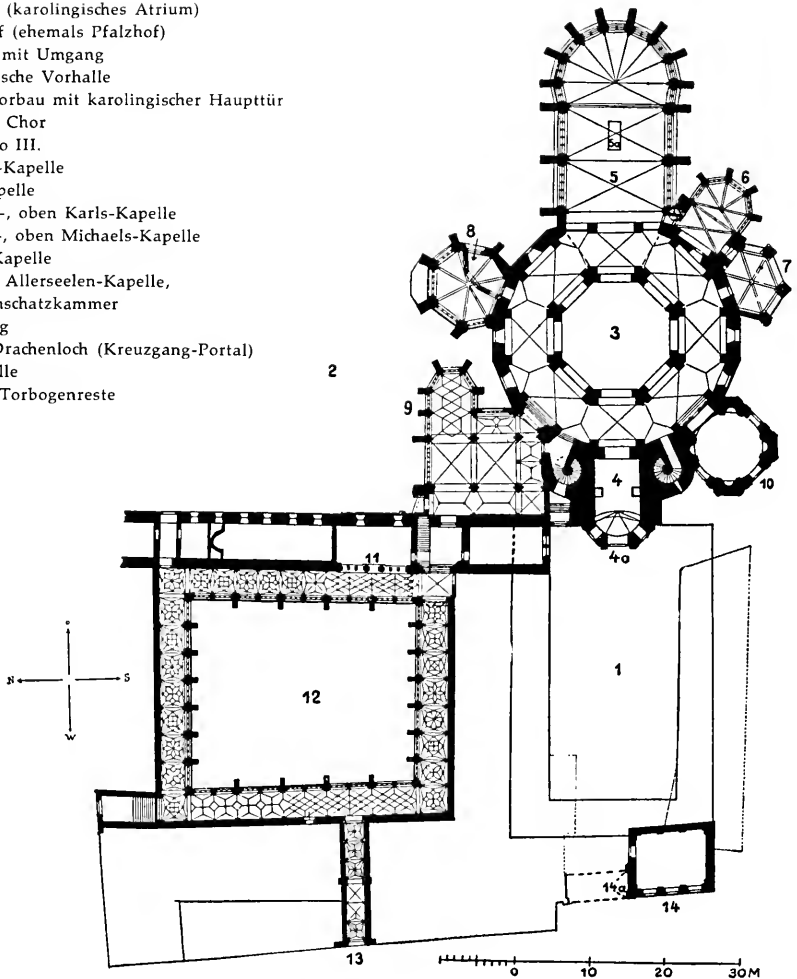 (karolingisches Atrium)
(ehemals Pfalzhof)
mit Umgang
sche Vorhalle
orbau mit karolingischer Haupttür
Chor
o III.
-Kapelle
pelle
-, oben Karls-Kapelle
-, oben Michaels-Kapelle
Kapelle
Allerseelen-Kapelle,
nschatzkammer
g
Drachenloch (Kreuzgang-Portal)
lle
Torbogenreste
2
5a
5
6
8
7
3
9
4
10
4a
11
1
O
N S
W
12
14a
14
13
0 10 20 30M